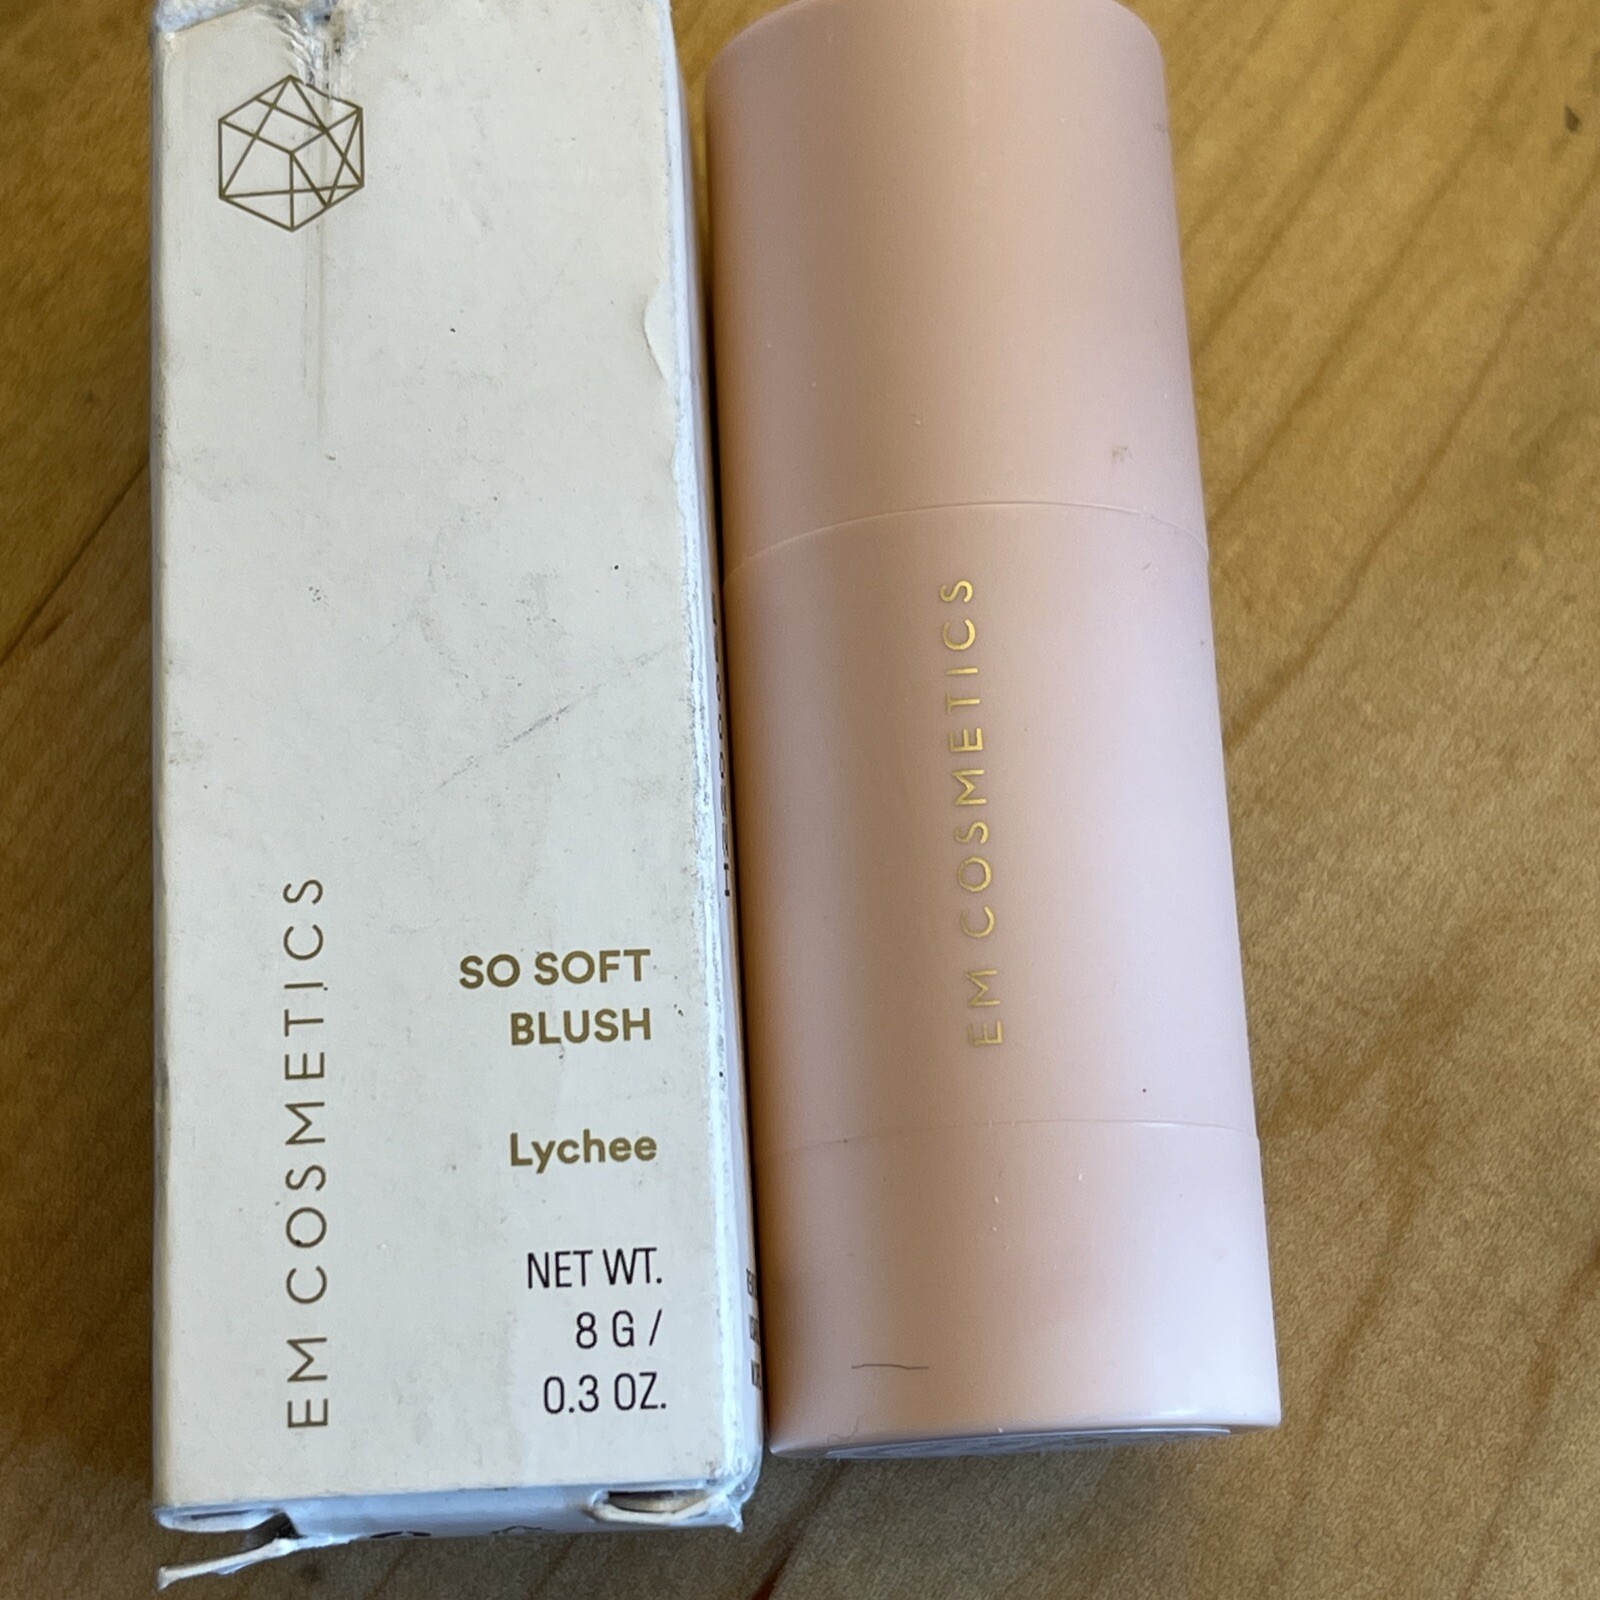 EM COSMETICS
SO SOFT
BLUSH
Lychee
NET WT.
8 G /
0.3 OZ.
EM COSMETICS